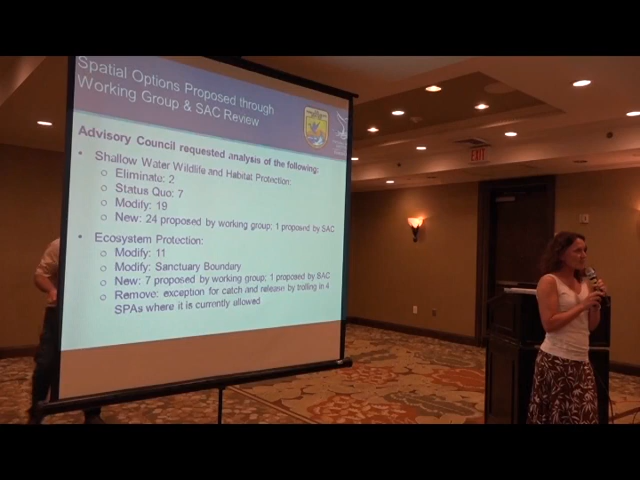 Spatial Options Proposed through
Working Group & SAC Review
Advisory Council requested analysis of the following:
• Shallow Water Wildlife and Habitat Protection:
o Eliminate: 2
o Status Quo: 7
o Modify: 19
o New: 24 proposed by working group; 1 proposed by SAC
• Ecosystem Protection:
o Modify: 11
o Modify: Sanctuary Boundary
o New: 7 proposed by working group; 1 proposed by SAC
o Remove: exception for catch and release by trolling in 4
SPAs where it is currently allowed
EXIT